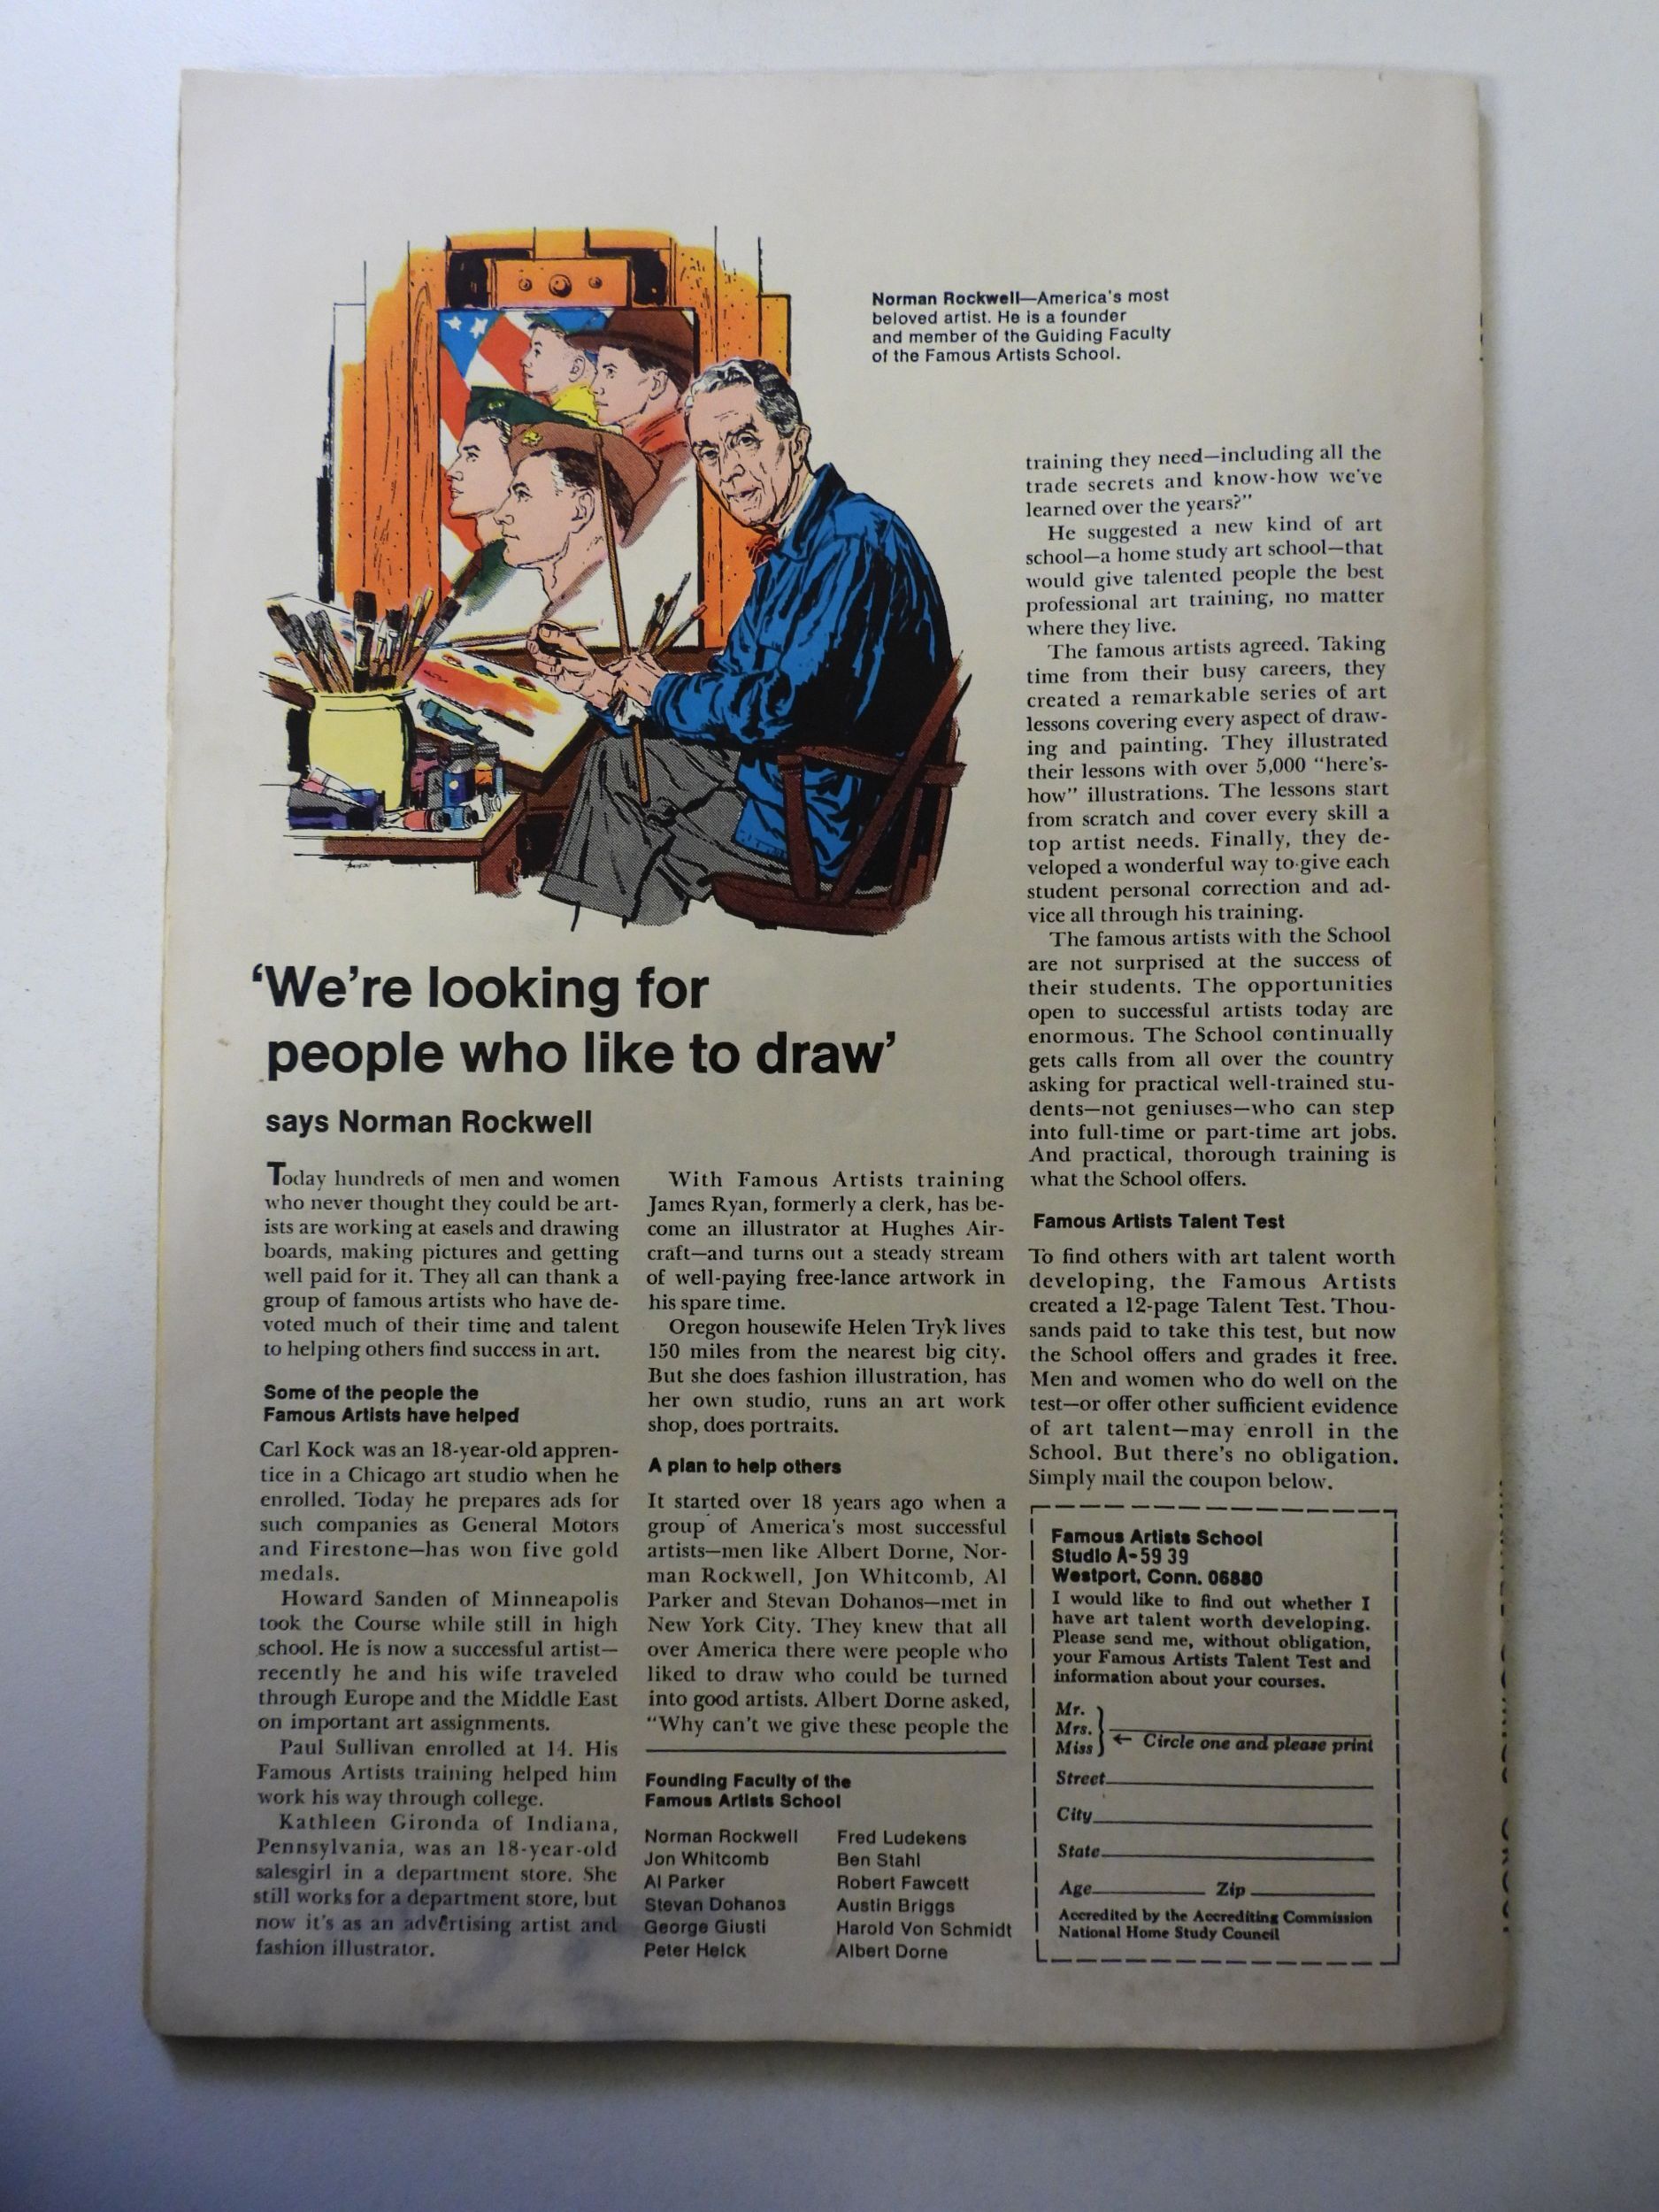 Norman Rockwell—America's most
beloved artist. He is a founder
and member of the Guiding Faculty
of the Famous Artists School.
'We're looking for
people who like to draw'
says Norman Rockwell
Today hundreds of men and women
who never thought they could be art-
ists are working at easels and drawing
boards, making pictures and getting
well paid for it. They all can thank a
group of famous artists who have de-
voted much of their time and talent
to helping others find success in art.
Some of the people the
Famous Artists have helped
Carl Kock was an 18-year-old appren-
tice in a Chicago art studio when he
enrolled. Today he prepares ads for
such companies as General Motors
and Firestone—has won five gold
medals.
Howard Sanden of Minneapolis
took the Course while still in high
school. He is now a successful artist—
recently he and his wife traveled
through Europe and the Middle East
on important art assignments.
Paul Sullivan enrolled at 14. His
Famous Artists training helped him
work his way through college.
Kathleen Gironda of Indiana,
Pennsylvania, was an 18-year-old
salesgirl in a department store. She
still works for a department store, but
now it's as an advertising artist and
fashion illustrator.
With Famous Artists training
James Ryan, formerly a clerk, has be-
come an illustrator at Hughes Air-
craft—and turns out a steady stream
of well-paying free-lance artwork in
his spare time.
Oregon housewife Helen Tryk lives
150 miles from the nearest big city.
But she does fashion illustration, has
her own studio, runs an art work
shop, does portraits.
A plan to help others
It started over 18 years ago when a
group of America's most successful
artists—men like Albert Dorne, Nor-
man Rockwell, Jon Whitcomb, Al
Parker and Stevan Dohanos—met in
New York City. They knew that all
over America there were people who
liked to draw who could be turned
into good artists. Albert Dorne asked,
"Why can't we give these people the
Founding Faculty of the
Famous Artists School
Norman Rockwell
Jon Whitcomb
Al Parker
Stevan Dohanos
George Giusti
Peter Helck
Fred Ludekens
Ben Stahl
Robert Fawcett
Austin Briggs
Harold Von Schmidt
Albert Dorne
training they need—including all the
trade secrets and know-how we've
learned over the years?"
He suggested a new kind of art
school—a home study art school—that
would give talented people the best
professional art training, no matter
where they live.
The famous artists agreed. Taking
time from their busy careers, they
created a remarkable series of art
lessons covering every aspect of draw-
ing and painting. They illustrated
their lessons with over 5,000 "here's-
how" illustrations. The lessons start
from scratch and cover every skill a
top artist needs. Finally, they de-
veloped a wonderful way to give each
student personal correction and ad-
vice all through his training.
The famous artists with the School
are not surprised at the success of
their students. The opportunities
open to successful artists today are
enormous. The School continually
gets calls from all over the country
asking for practical well-trained stu-
dents—not geniuses—who can step
into full-time or part-time art jobs.
And practical, thorough training is
what the School offers.
Famous Artists Talent Test
To find others with art talent worth
developing, the Famous Artists
created a 12-page Talent Test. Thou-
sands paid to take this test, but now
the School offers and grades it free.
Men and women who do well on the
test—or offer other sufficient evidence
of art talent—may enroll in the
School. But there's no obligation.
Simply mail the coupon below.
Famous Artists School
Studio A-59 39
Westport, Conn. 06880
I would like to find out whether I
have art talent worth developing.
Please send me, without obligation,
your Famous Artists Talent Test and
information about your courses.
Mr.
Mrs.
Miss ← Circle one and please print
Street
City
State
Age Zip
Accredited by the Accrediting Commission
National Home Study Council